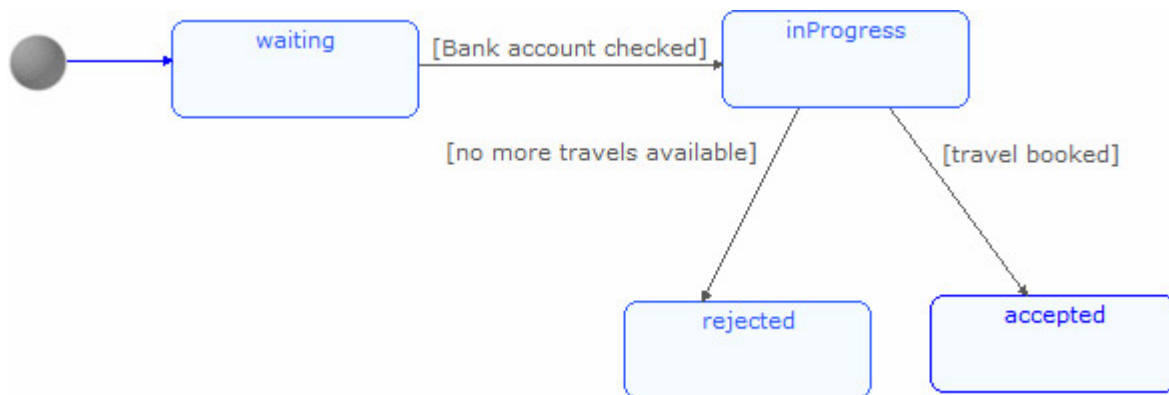 waiting
[Bank account checked]
inProgress
[no more travels available]
[travel booked]
rejected
accepted